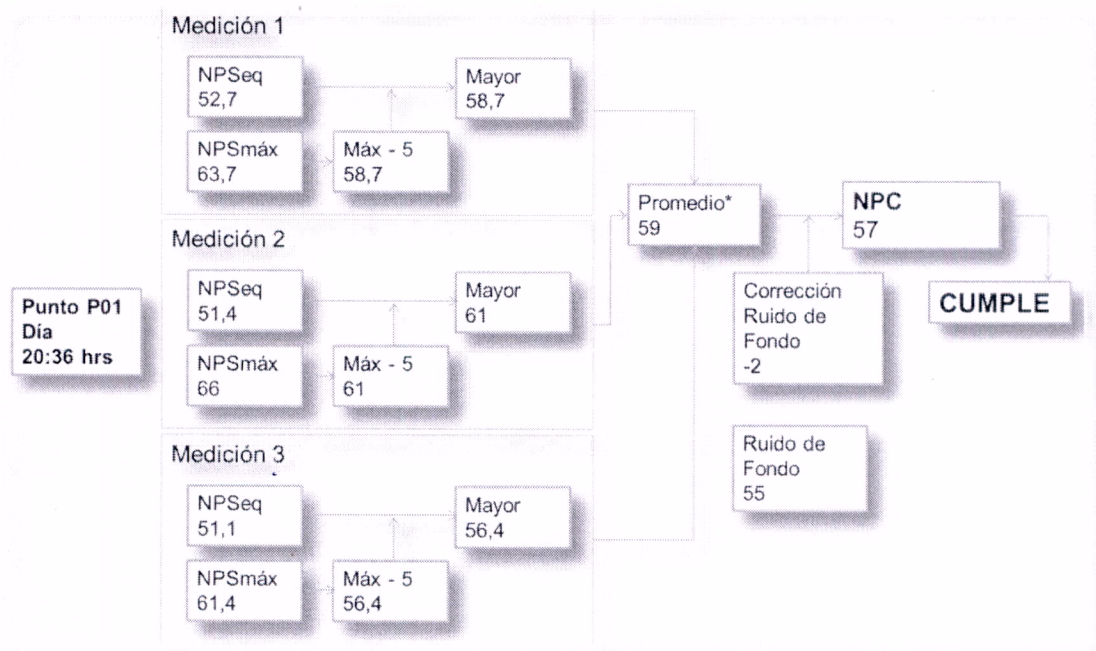 Medición 1
NPSeq
52,7
Mayor
58,7
NPSmáx
63,7
Máx - 5
58,7
Medición 2
NPSeq
51,4
Mayor
61
NPSmáx
66
Máx - 5
61
Medición 3
NPSeq
51,1
Mayor
56,4
NPSmáx
61,4
Máx - 5
56,4
Punto P01
Día
20:36 hrs
Promedio*
59
NPC
57
Corrección
Ruido de
Fondo
-2
CUMPLE
Ruido de
Fondo
55